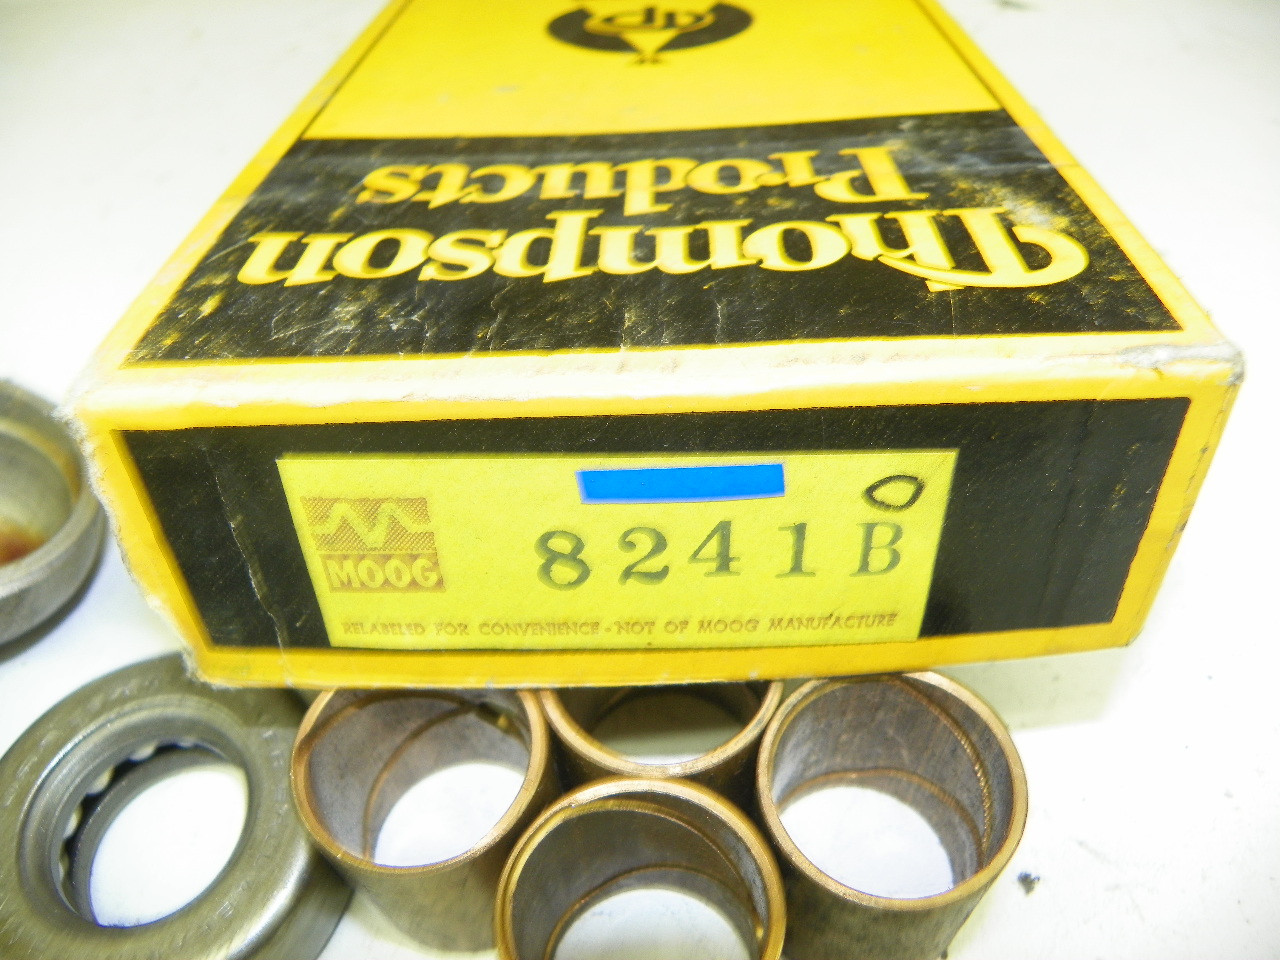 Thompson
Products
MOOG
8241B
RELABELED FOR CONVENIENCE - NOT OF MOOG MANUFACTURE